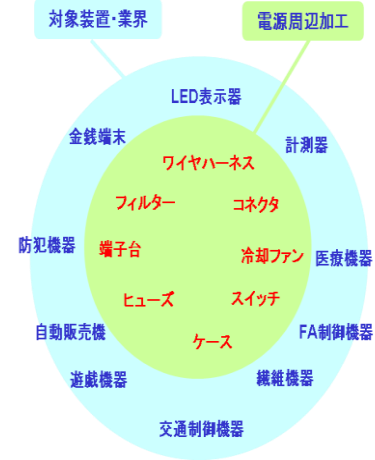 対象装置・業界
電源周辺加工
LED表示器
金銭端末
計測器
ワイヤハーネス
フィルター
コネクタ
防犯機器
端子台
冷却ファン
医療機器
ヒューズ
スイッチ
自動販売機
ケース
FA制御機器
遊戯機器
繊維機器
交通制御機器